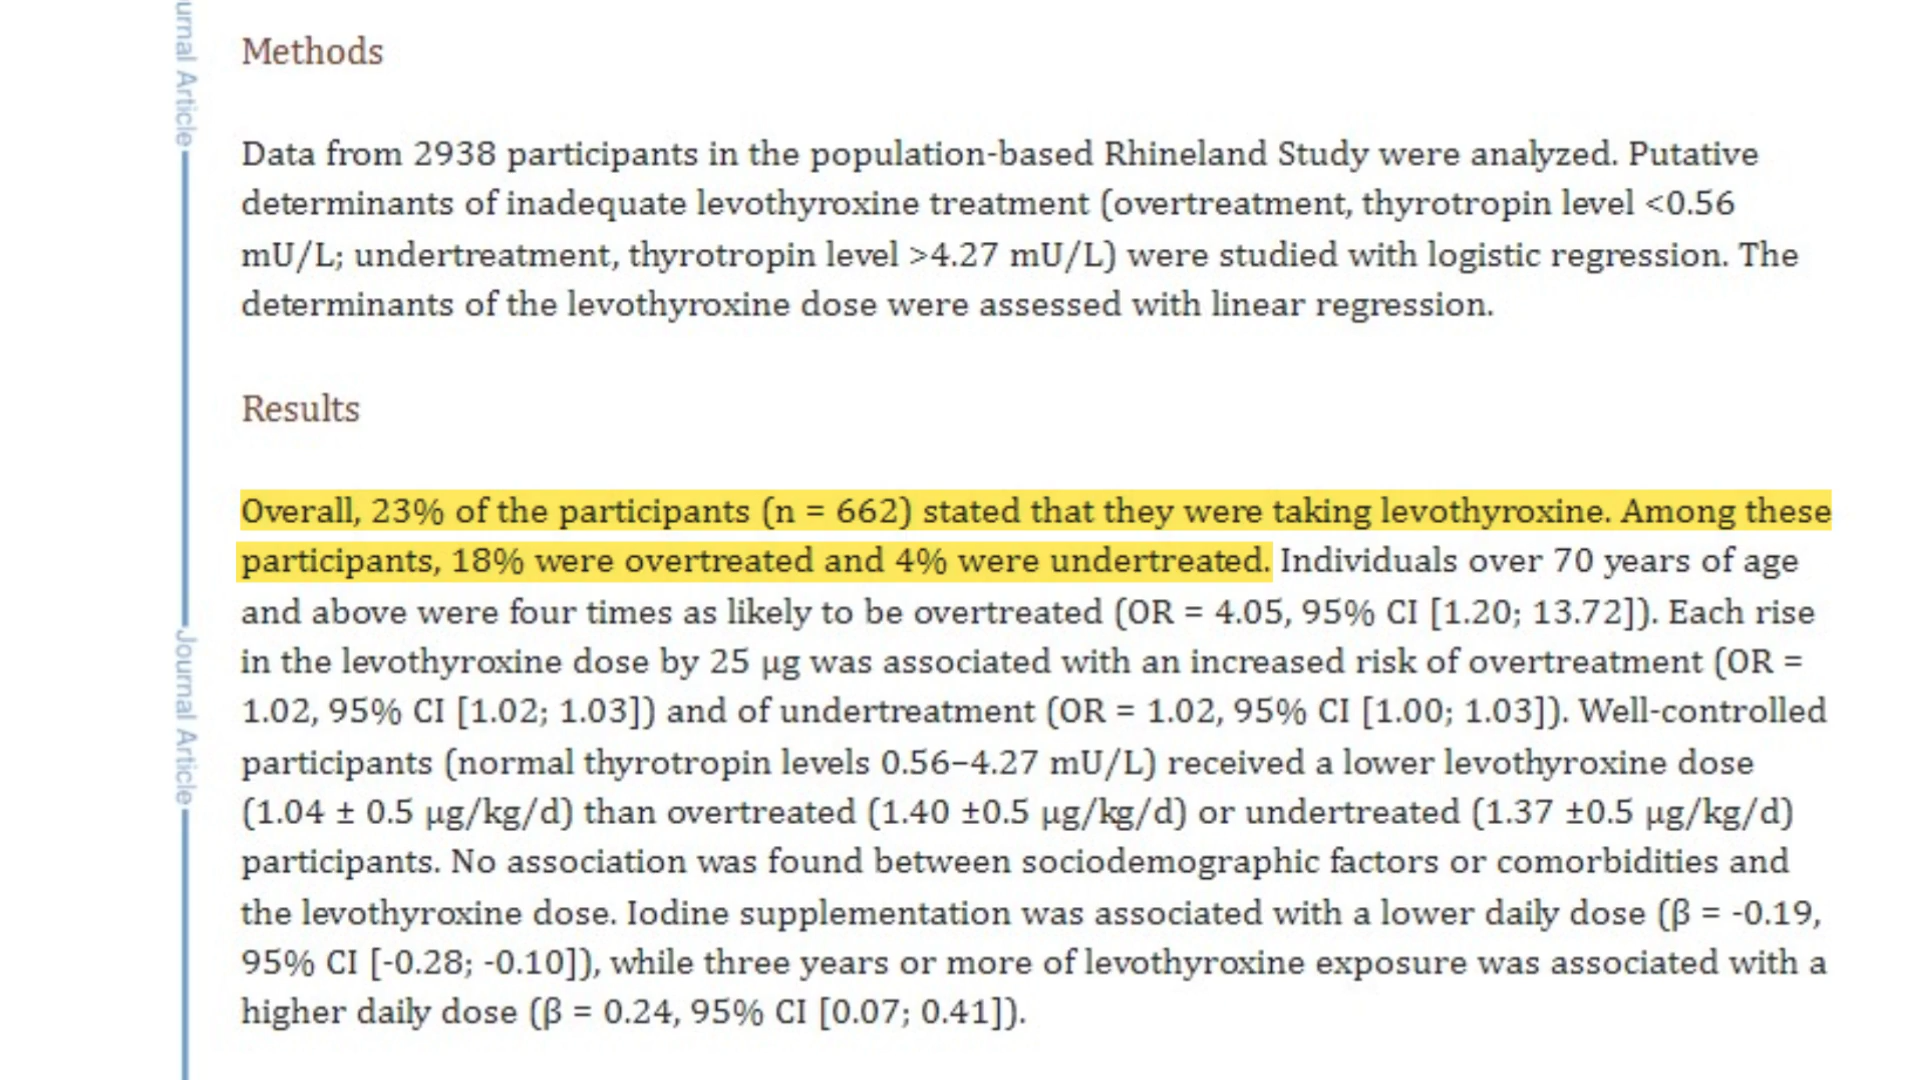 urnal Article
Methods
Data from 2938 participants in the population-based Rhineland Study were analyzed. Putative
determinants of inadequate levothyroxine treatment (overtreatment, thyrotropin level <0.56
mU/L; undertreatment, thyrotropin level >4.27 mU/L) were studied with logistic regression. The
determinants of the levothyroxine dose were assessed with linear regression.
Results
Overall, 23% of the participants (n = 662) stated that they were taking levothyroxine. Among these
participants, 18% were overtreated and 4% were undertreated. Individuals over 70 years of age
and above were four times as likely to be overtreated (OR = 4.05, 95% CI [1.20; 13.72]). Each rise
in the levothyroxine dose by 25 µg was associated with an increased risk of overtreatment (OR =
1.02, 95% CI [1.02; 1.03]) and of undertreatment (OR = 1.02, 95% CI [1.00; 1.03]). Well-controlled
participants (normal thyrotropin levels 0.56–4.27 mU/L) received a lower levothyroxine dose
(1.04 ± 0.5 µg/kg/d) than overtreated (1.40 ±0.5 µg/kg/d) or undertreated (1.37 ±0.5 µg/kg/d)
participants. No association was found between sociodemographic factors or comorbidities and
the levothyroxine dose. Iodine supplementation was associated with a lower daily dose (β = -0.19,
95% CI [-0.28; -0.10]), while three years or more of levothyroxine exposure was associated with a
higher daily dose (β = 0.24, 95% CI [0.07; 0.41]).
Journal Article